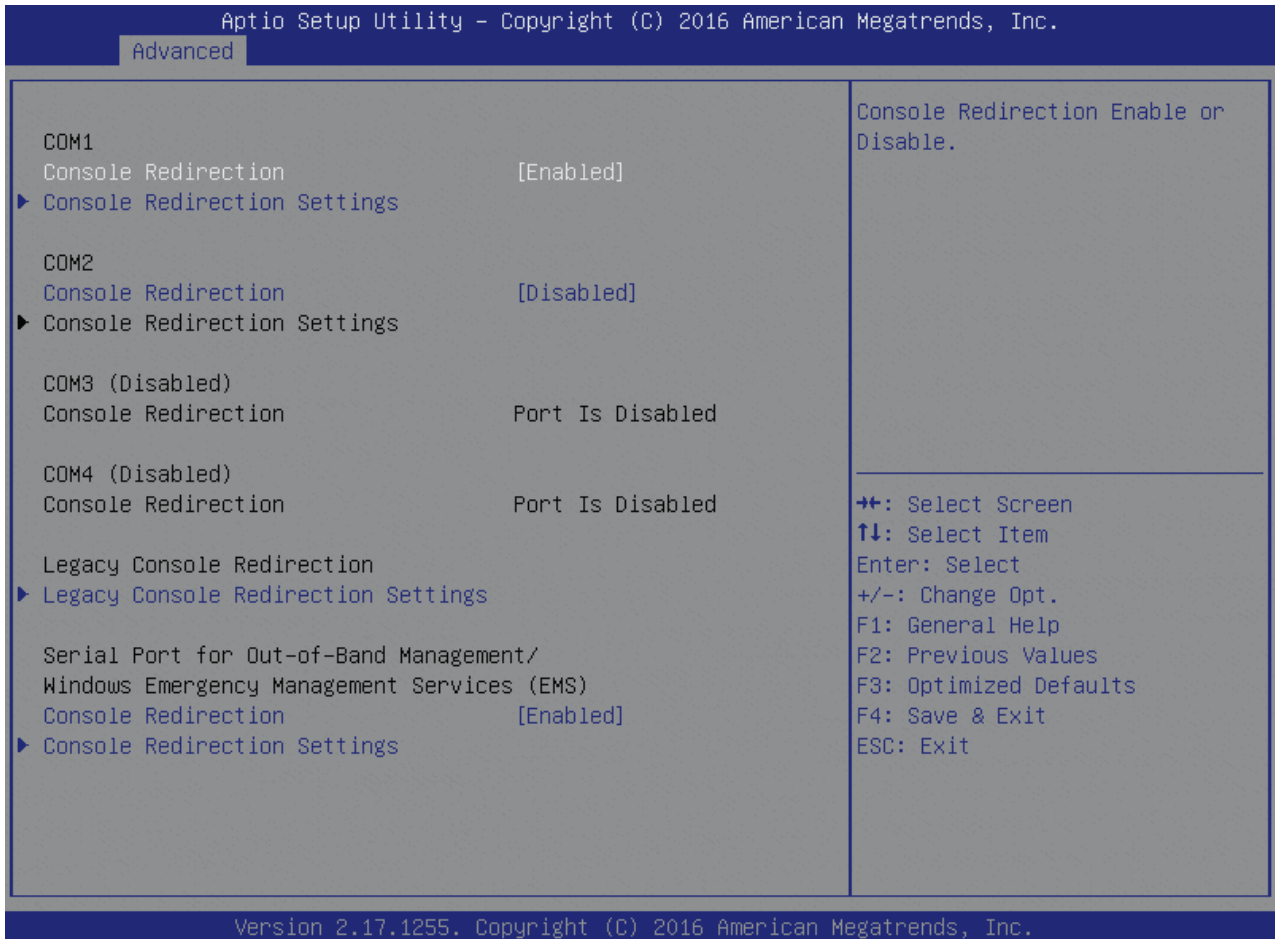 Aptio Setup Utility – Copyright (C) 2016 American Megatrends, Inc.
Advanced
COM1
Console Redirection [Enabled]
Console Redirection Settings
COM2
Console Redirection [Disabled]
Console Redirection Settings
COM3 (Disabled)
Console Redirection Port Is Disabled
COM4 (Disabled)
Console Redirection Port Is Disabled
Legacy Console Redirection
Legacy Console Redirection Settings
Serial Port for Out-of-Band Management/
Windows Emergency Management Services (EMS)
Console Redirection [Enabled]
Console Redirection Settings
Console Redirection Enable or
Disable.
→←: Select Screen
↑↓: Select Item
Enter: Select
+/-: Change Opt.
F1: General Help
F2: Previous Values
F3: Optimized Defaults
F4: Save & Exit
ESC: Exit
Version 2.17.1255. Copyright (C) 2016 American Megatrends, Inc.